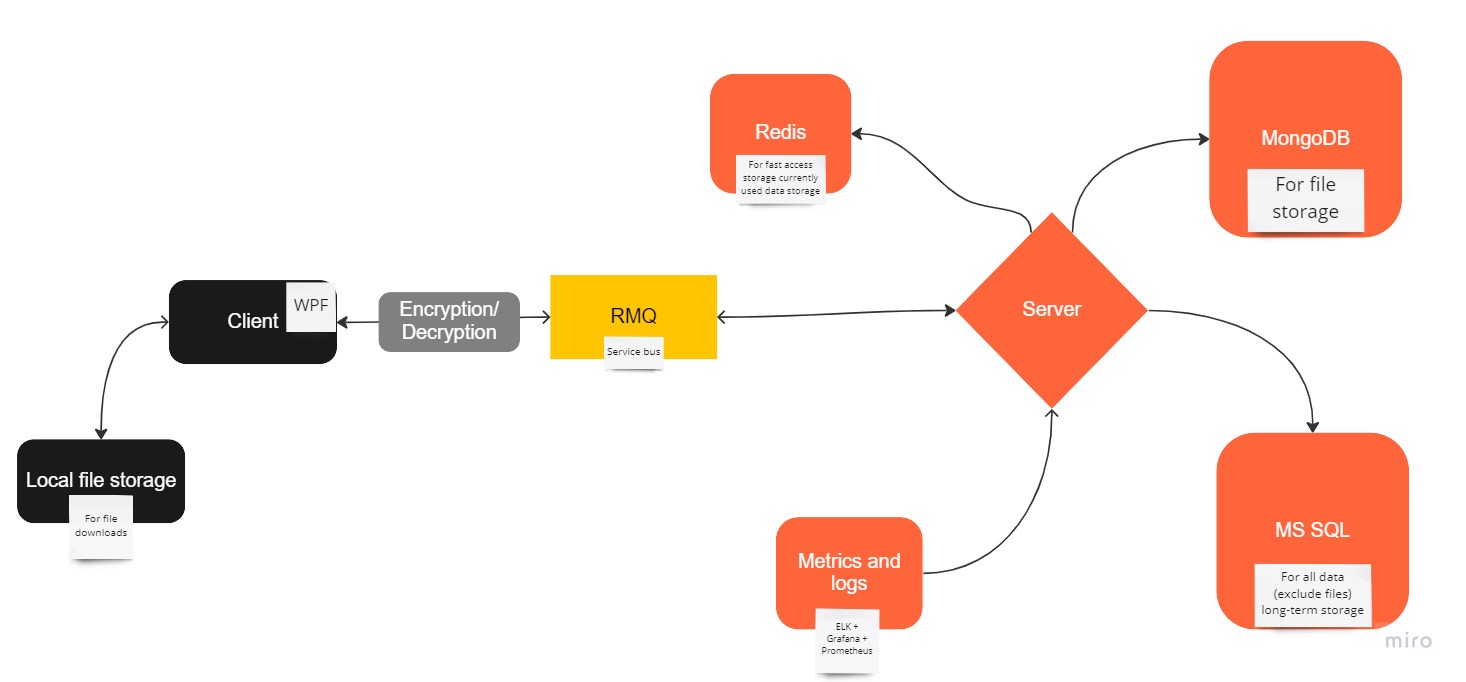 Redis
For fast access
storage currently
used data storage
MongoDB
For file
storage
Client
WPF
Encryption/
Decryption
RMQ
Service bus
Server
Local file storage
For file
downloads
Metrics and
logs
ELK +
Grafana +
Prometheus
MS SQL
For all data
(exclude files)
long-term storage
miro